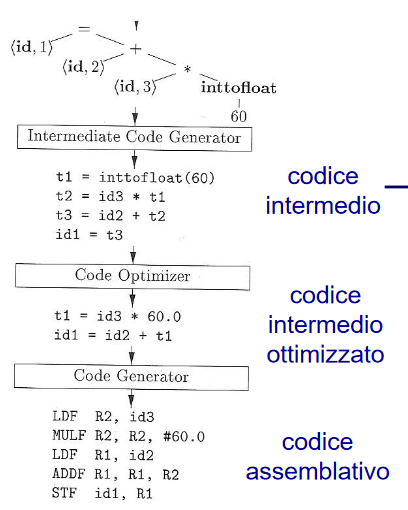 =
⟨id, 1⟩
+
⟨id, 2⟩
*
⟨id, 3⟩
inttofloat
60
Intermediate Code Generator
t1 = inttofloat(60)
t2 = id3 * t1
t3 = id2 + t2
id1 = t3
codice
intermedio
Code Optimizer
t1 = id3 * 60.0
id1 = id2 + t1
codice
intermedio
ottimizzato
Code Generator
LDF R2, id3
MULF R2, R2, #60.0
LDF R1, id2
ADDF R1, R1, R2
STF id1, R1
codice
assemblativo